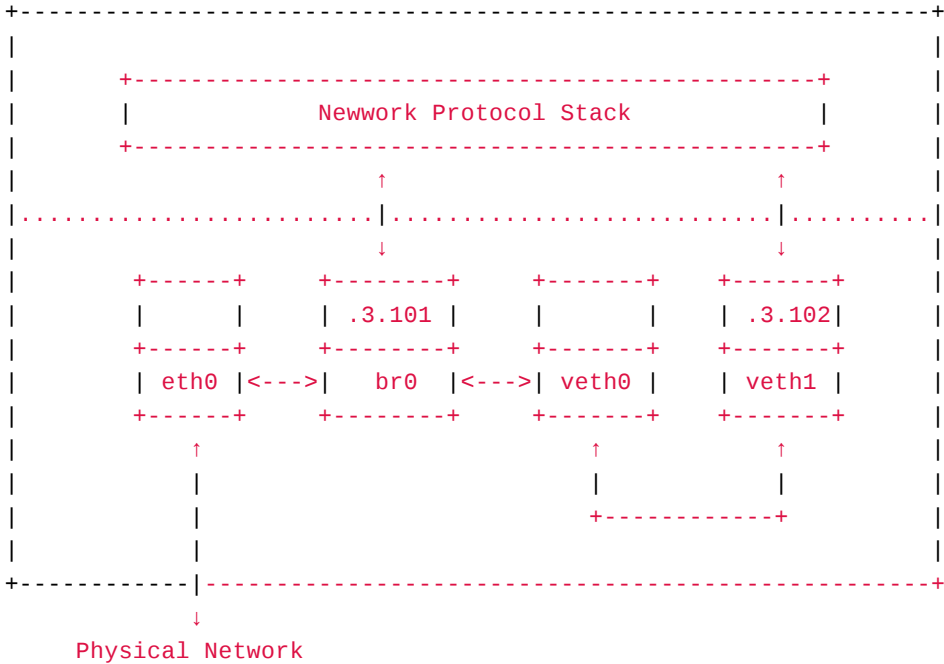 Newwork Protocol Stack
.3.101 .3.102
eth0 br0 veth0 veth1
Physical Network